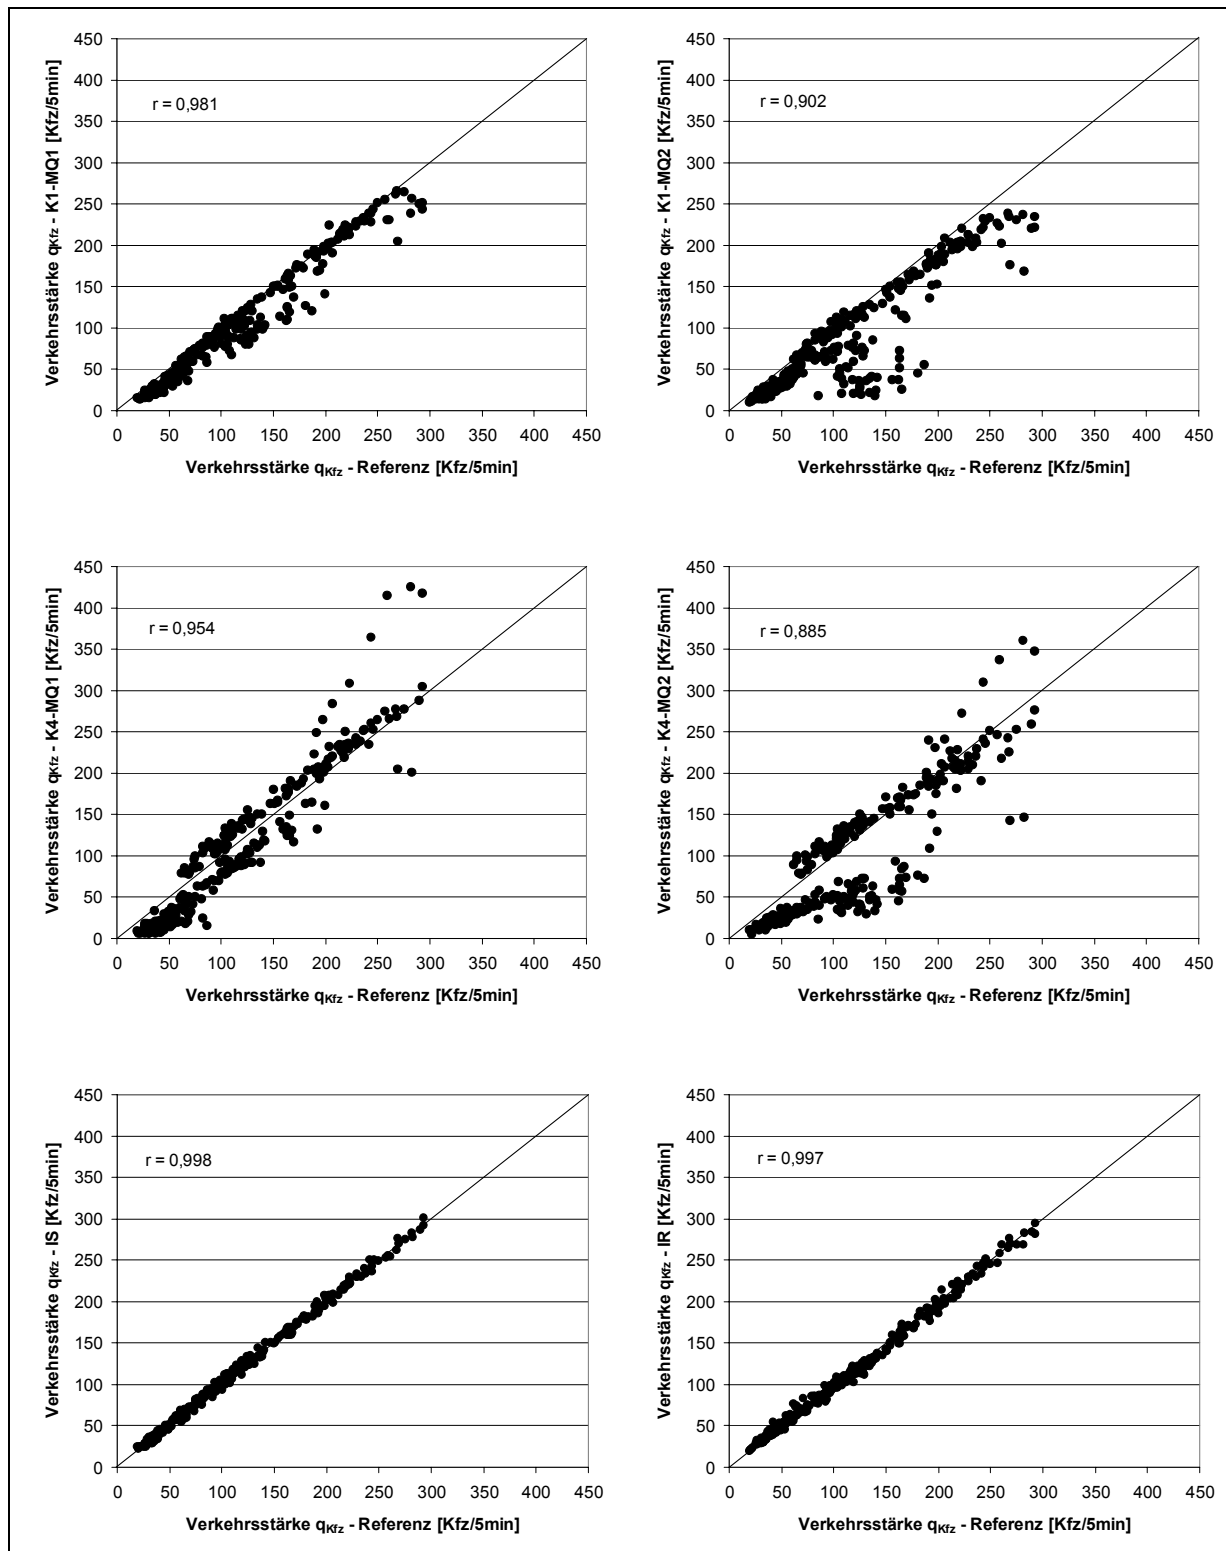 Verkehrsstärke qKfz - K1-MQ1 [Kfz/5min]
450
400
350
300
250
200
150
100
50
0
r = 0,981
0 50 100 150 200 250 300 350 400 450
Verkehrsstärke qKfz - Referenz [Kfz/5min]
Verkehrsstärke qKfz - K1-MQ2 [Kfz/5min]
450
400
350
300
250
200
150
100
50
0
r = 0,902
0 50 100 150 200 250 300 350 400 450
Verkehrsstärke qKfz - Referenz [Kfz/5min]
Verkehrsstärke qKfz - K4-MQ1 [Kfz/5min]
450
400
350
300
250
200
150
100
50
0
r = 0,954
0 50 100 150 200 250 300 350 400 450
Verkehrsstärke qKfz - Referenz [Kfz/5min]
Verkehrsstärke qKfz - K4-MQ2 [Kfz/5min]
450
400
350
300
250
200
150
100
50
0
r = 0,885
0 50 100 150 200 250 300 350 400 450
Verkehrsstärke qKfz - Referenz [Kfz/5min]
Verkehrsstärke qKfz - IS [Kfz/5min]
450
400
350
300
250
200
150
100
50
0
r = 0,998
0 50 100 150 200 250 300 350 400 450
Verkehrsstärke qKfz - Referenz [Kfz/5min]
Verkehrsstärke qKfz - IR [Kfz/5min]
450
400
350
300
250
200
150
100
50
0
r = 0,997
0 50 100 150 200 250 300 350 400 450
Verkehrsstärke qKfz - Referenz [Kfz/5min]